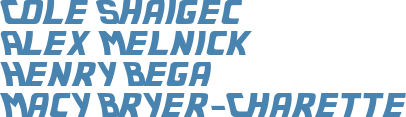 Cole Shaigec
Alex Melnick
Henry Bega
Macy Bryer-Charette